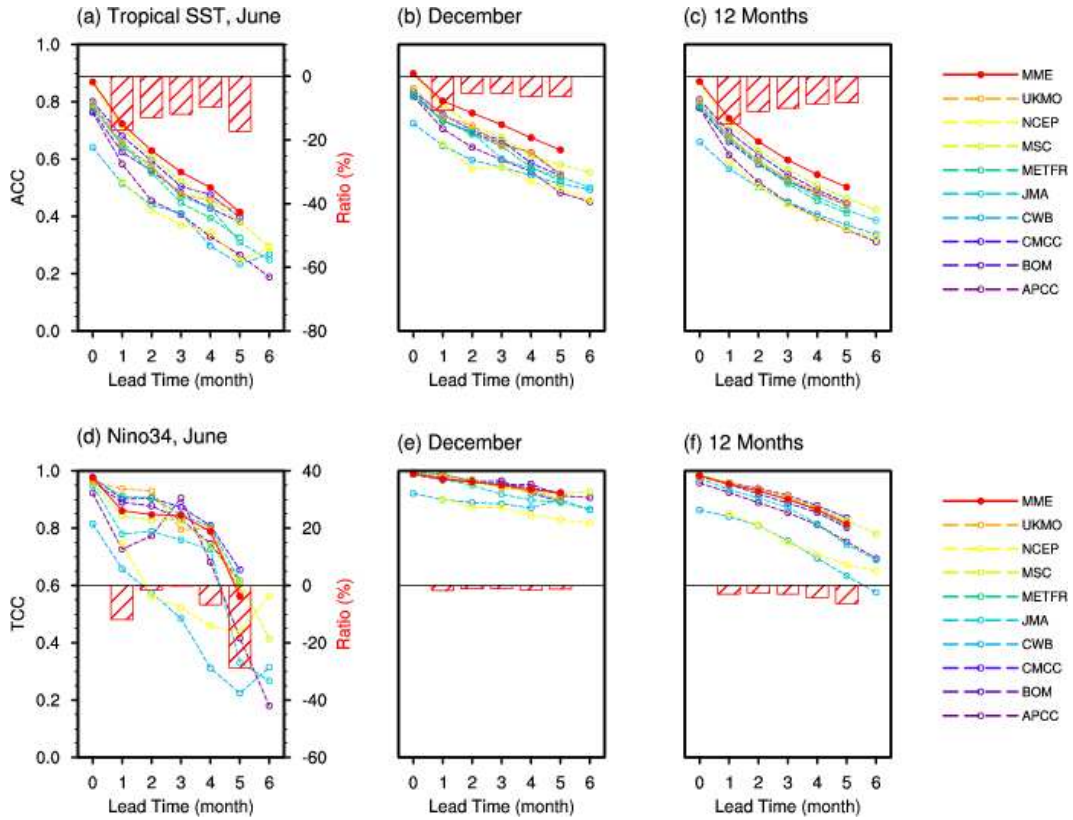 (a) Tropical SST, June
(b) December
(c) 12 Months
1.0
0.8
0.6
0.4
0.2
0.0
ACC
0
-20
-40
-60
-80
Ratio (%)
0 1 2 3 4 5 6
Lead Time (month)
0 1 2 3 4 5 6
Lead Time (month)
0 1 2 3 4 5 6
Lead Time (month)
MME
UKMO
NCEP
MSC
METFR
JMA
CWB
CMCC
BOM
APCC
(d) Nino34, June
(e) December
(f) 12 Months
1.0
0.8
0.6
0.4
0.2
0.0
TCC
40
20
0
-20
-40
-60
Ratio (%)
0 1 2 3 4 5 6
Lead Time (month)
0 1 2 3 4 5 6
Lead Time (month)
0 1 2 3 4 5 6
Lead Time (month)
MME
UKMO
NCEP
MSC
METFR
JMA
CWB
CMCC
BOM
APCC